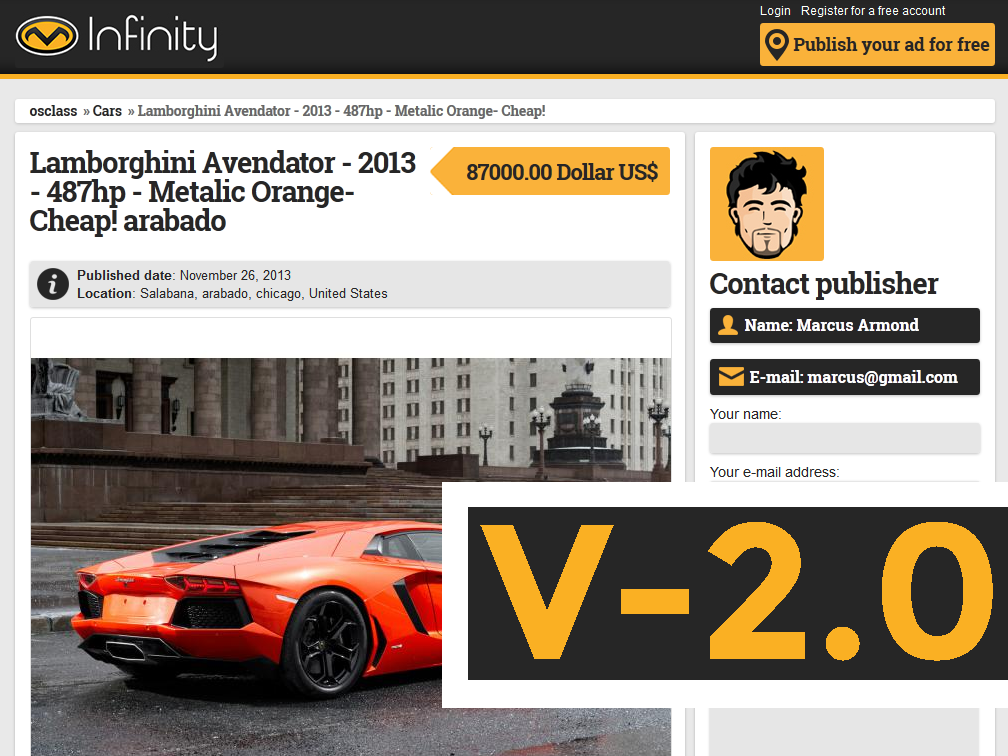 Infinity
Login Register for a free account
Publish your ad for free
osclass » Cars » Lamborghini Avendator - 2013 - 487hp - Metalic Orange- Cheap!
Lamborghini Avendator - 2013
- 487hp - Metalic Orange-
Cheap! arabado
87000.00 Dollar US$
Published date: November 26, 2013
Location: Salabana, arabado, chicago, United States
Contact publisher
Name: Marcus Armond
E-mail: marcus@gmail.com
Your name:
Your e-mail address:
V-2.0